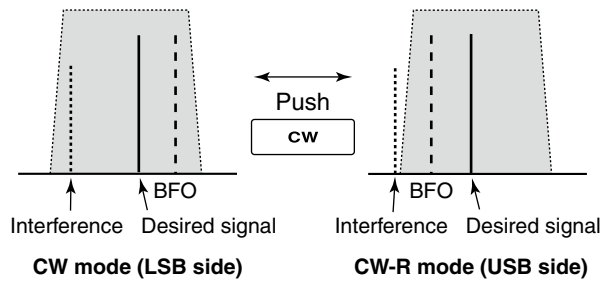 Push
CW
BFO
Interference
Desired signal
CW mode (LSB side)
BFO
Interference
Desired signal
CW-R mode (USB side)